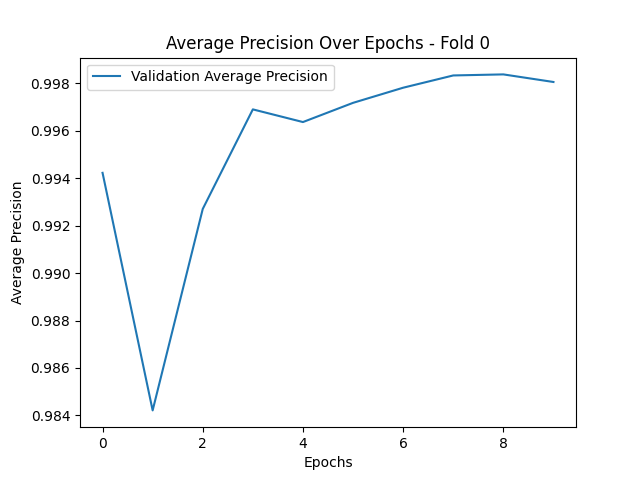 Average Precision Over Epochs - Fold 0
Validation Average Precision
Average Precision
0.998
0.996
0.994
0.992
0.990
0.988
0.986
0.984
0 2 4 6 8
Epochs